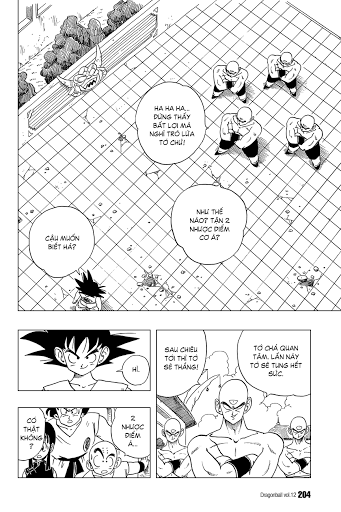 HA HA HA...
ĐỪNG THẤY
BẤT LỢI MÀ
NGHĨ TRÒ LỪA
TỚ CHỨ!
NHƯ THẾ
NÀO? TẬN 2
NHƯỢC ĐIỂM
CƠ À?
CẬU MUỐN
BIẾT HẢ?
TỚ CHẢ QUAN
TÂM. LẦN NÀY
TỚ SẼ TUNG HẾT
SỨC.
SAU CHIÊU
TỚI THÌ TỚ
SẼ THẮNG!
HÌ.
2
NHƯỢC
ĐIỂM
Á...
CÓ
THẬT
KHÔNG
?
Dragonball vol.12 204